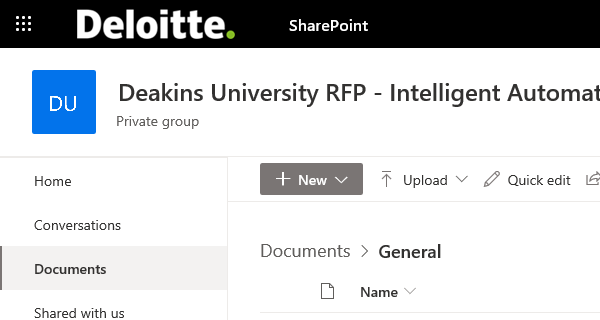 Deloitte. SharePoint
DU Deakins University RFP - Intelligent Automat
Private group
Home
New Upload Quick edit
Conversations
Documents > General
Documents
Name
Shared with us